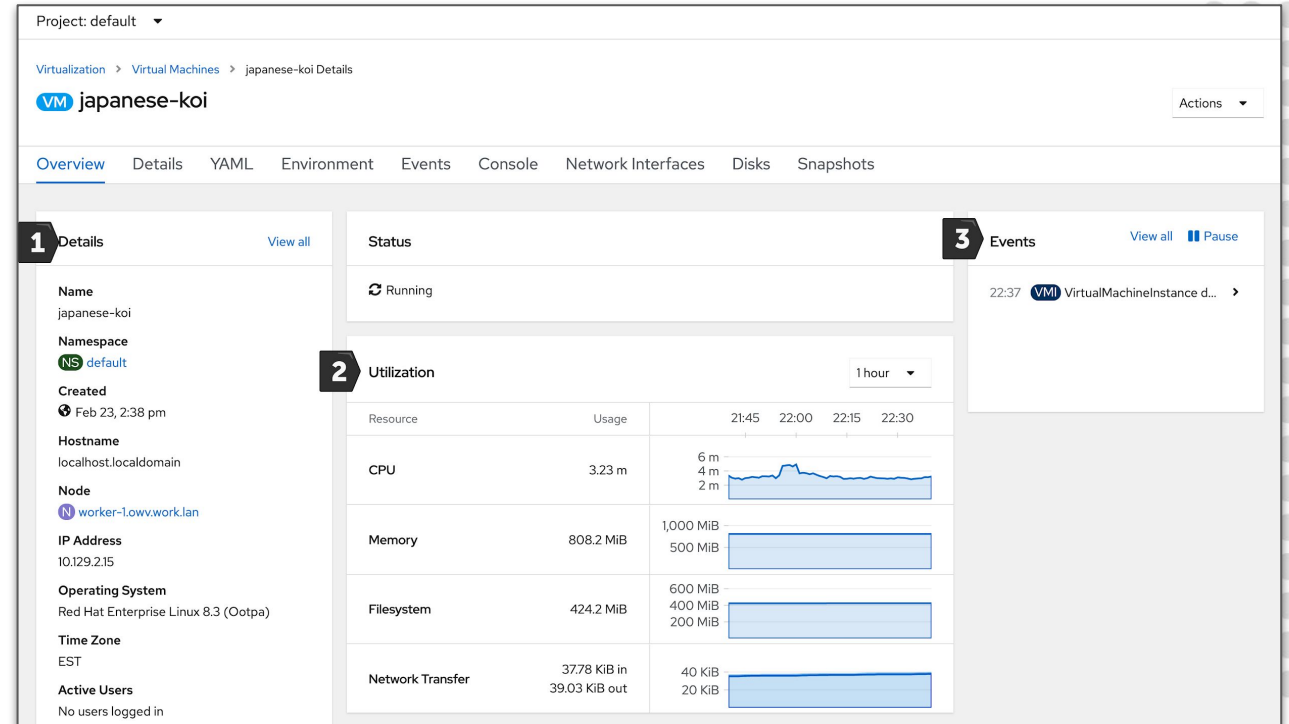 Project: default
Virtualization > Virtual Machines > japanese-koi Details
VM japanese-koi
Actions
Overview Details YAML Environment Events Console Network Interfaces Disks Snapshots
1
Details View all
Name
japanese-koi
Namespace
NS default
Created
Feb 23, 2:38 pm
Hostname
localhost.localdomain
Node
N worker-1.owv.work.lan
IP Address
10.129.2.15
Operating System
Red Hat Enterprise Linux 8.3 (Ootpa)
Time Zone
EST
Active Users
No users logged in
Status
Running
2
Utilization 1 hour
Resource Usage 21:45 22:00 22:15 22:30
CPU 3.23 m
6 m
4 m
2 m
Memory 808.2 MiB
1,000 MiB
500 MiB
Filesystem 424.2 MiB
600 MiB
400 MiB
200 MiB
Network Transfer
37.78 KiB in
39.03 KiB out
40 KiB
20 KiB
3
Events View all Pause
22:37 VMI VirtualMachineInstance d...